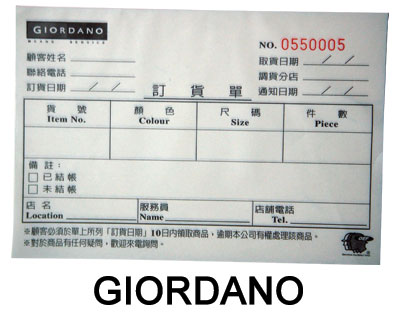 GIORDANO
MEANS SERVICE
NO. 0550005
顧客姓名
取貨日期 / /
聯絡電話
調貨分店
訂貨日期 / /
訂貨單
通知日期 / /
貨號 顏色 尺碼 件數
Item No. Colour Size Piece
備註：
□ 已結帳
□ 未結帳
店名 服務員 店舖電話
Location Name Tel.
※顧客必須於單上所列「訂貨日期」10日內領取商品，逾期本公司有權處理該商品。
※對於商品有任何疑問，歡迎來電詢問。
GIORDANO